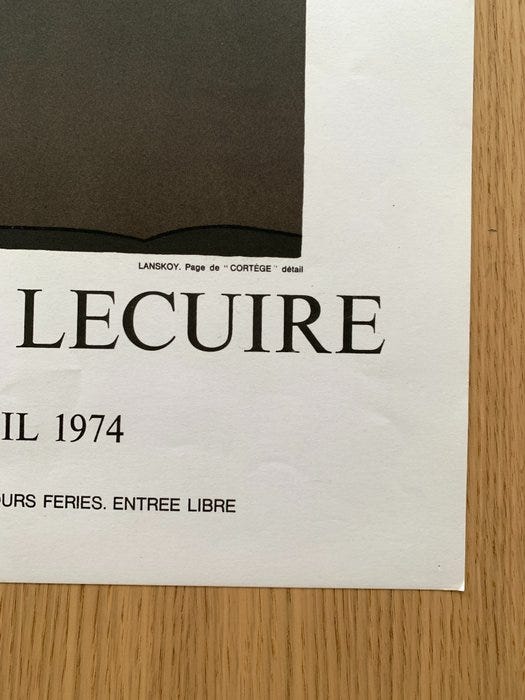 LANSKOY. Page de "CORTÈGE" détail
LECUIRE
IL 1974
OURS FERIES. ENTREE LIBRE